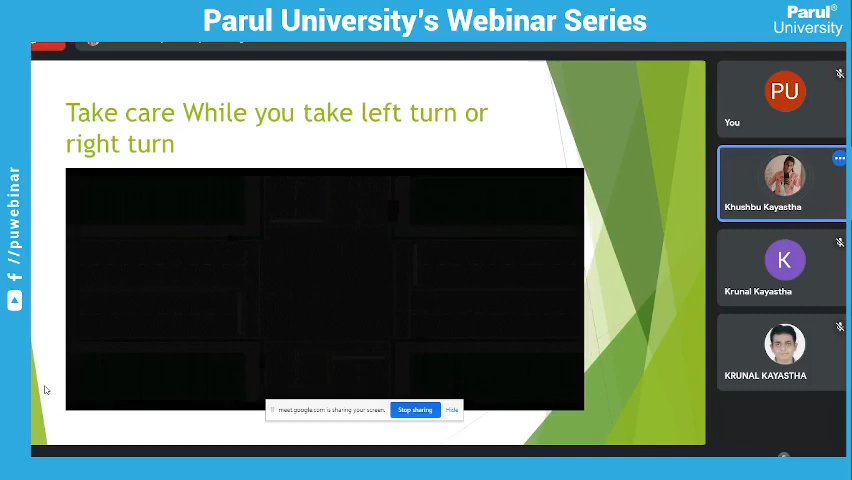 Parul University's Webinar Series
Parul®
University
f //puwebinar
Take care While you take left turn or
right turn
PU
You
Khushbu Kayastha
K
Krunal Kayastha
KRUNAL KAYASTHA
meet.google.com is sharing your screen.
Stop sharing
Hide